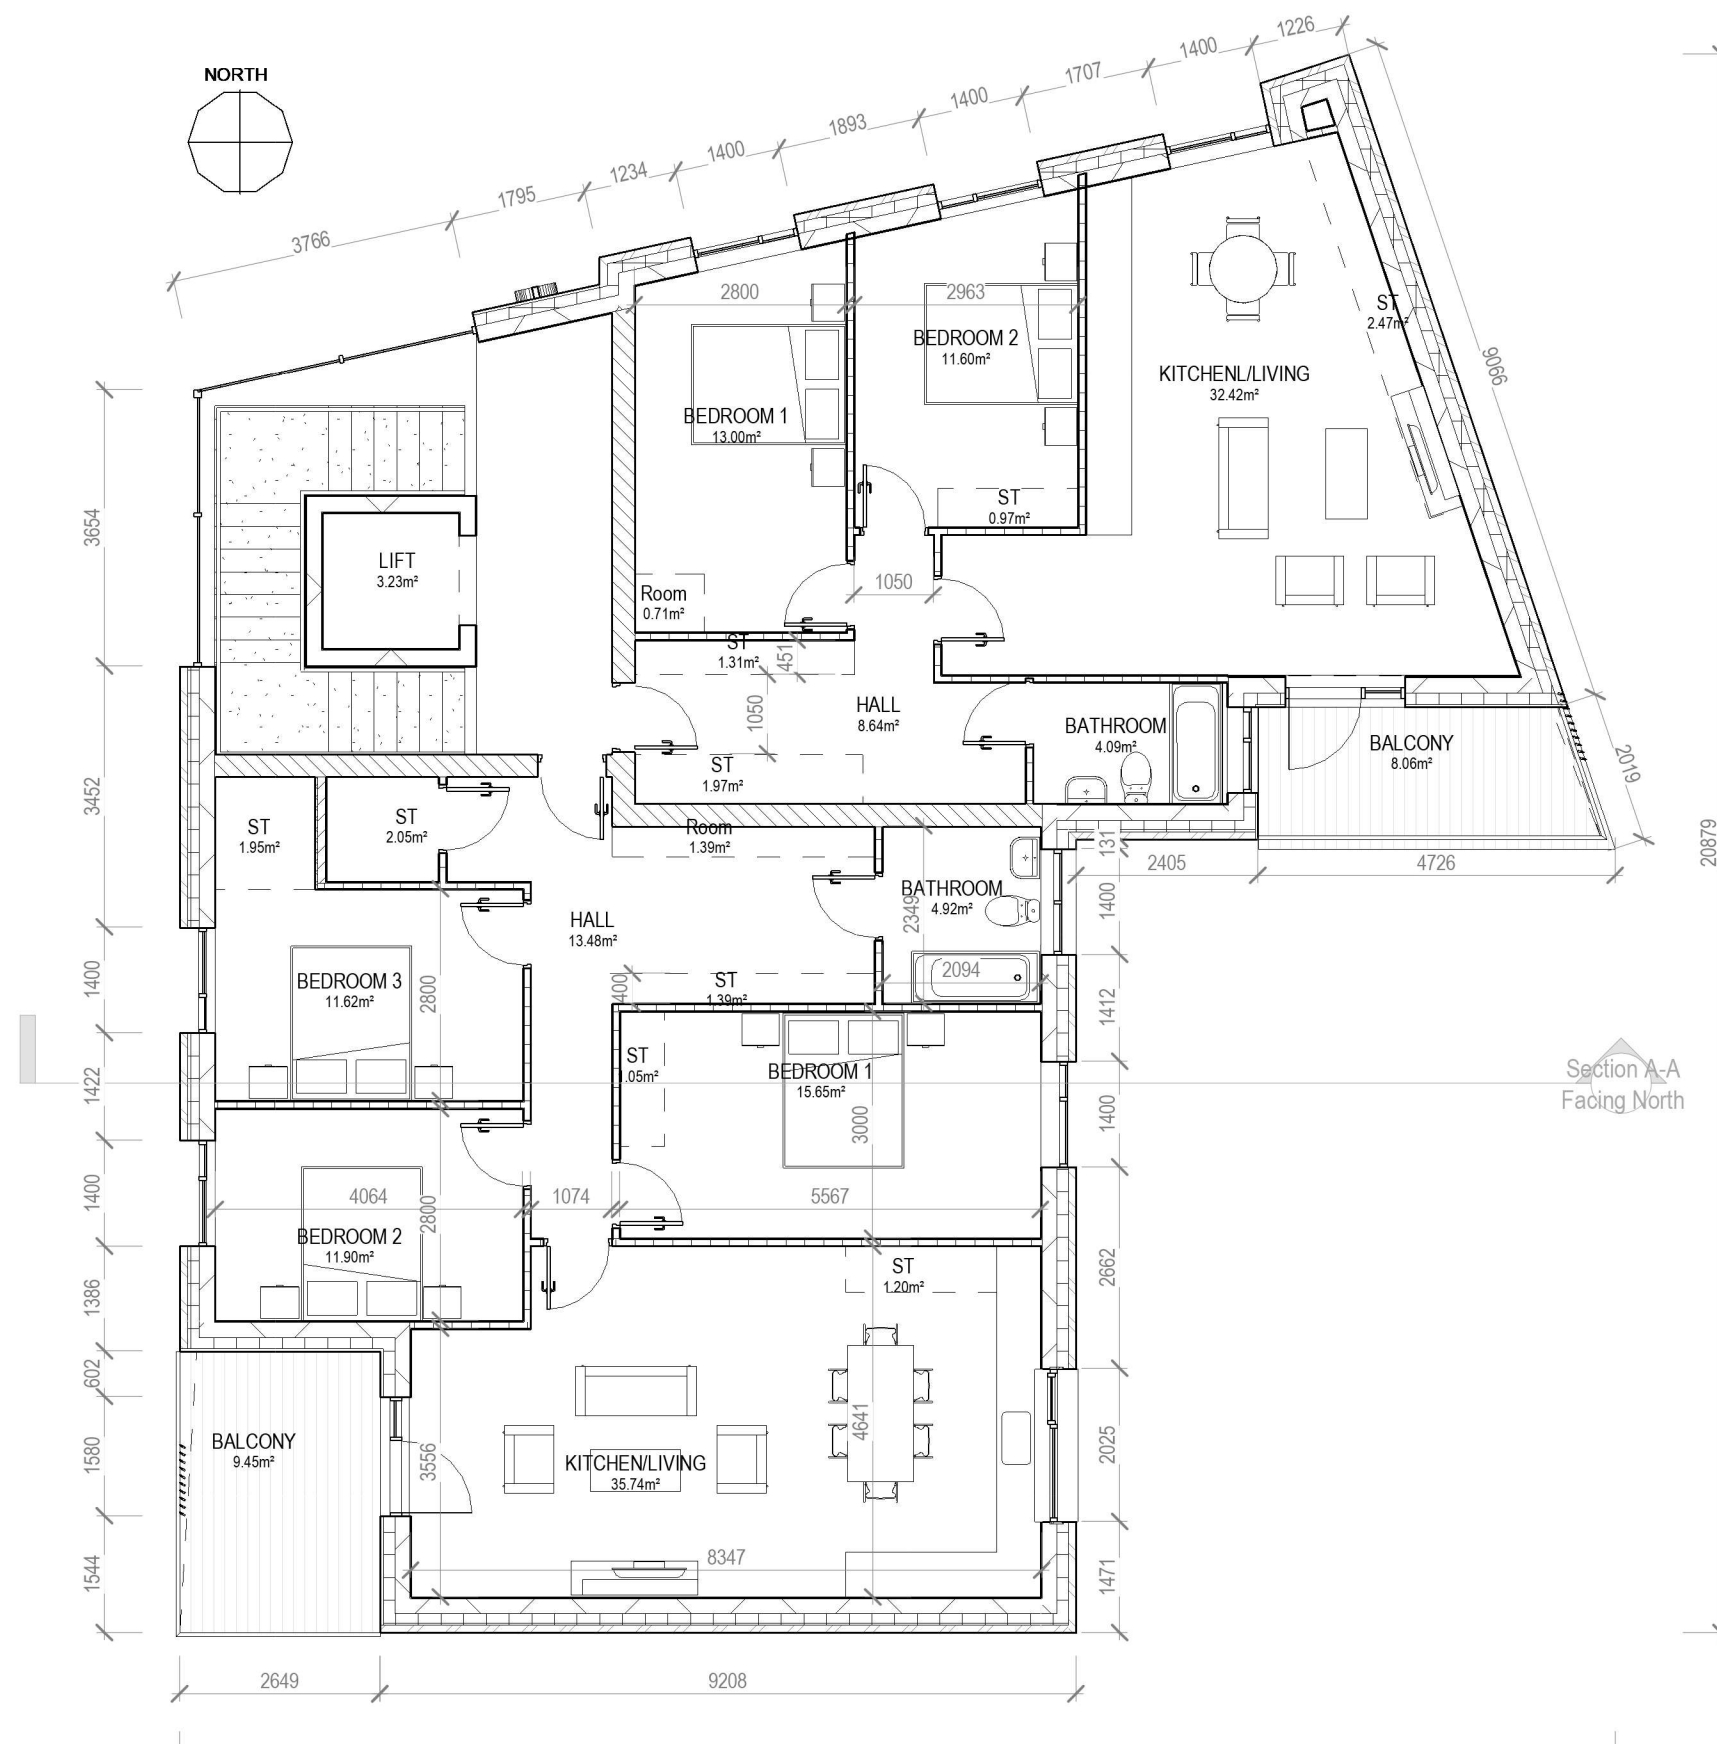 NORTH
1226
1400
1707
1400
1893
1400
1234
1795
3766
2800
2963
BEDROOM 2
11.60m²
ST
2.47m²
9066
KITCHENL/LIVING
32.42m²
BEDROOM 1
13.00m²
ST
0.97m²
3654
LIFT
3.23m²
1050
Room
0.71m²
ST
1.31m²
451
1050
HALL
8.64m²
BATHROOM
4.09m²
BALCONY
8.06m²
2019
ST
1.97m²
3452
ST
1.95m²
ST
2.05m²
Room
1.39m²
131
2405
4726
20879
1400
HALL
13.48m²
BATHROOM
4.92m²
2349
2094
BEDROOM 3
11.62m²
2800
400
ST
1.39m²
1400
1412
1422
ST
1.05m²
BEDROOM 1
15.65m²
3000
1400
Section A-A
Facing North
1400
4064
1074
5567
2800
BEDROOM 2
11.90m²
ST
1.20m²
2662
1386
602
BALCONY
9.45m²
1580
3556
KITCHEN/LIVING
35.74m²
4641
2025
1544
8347
1471
2649
9208